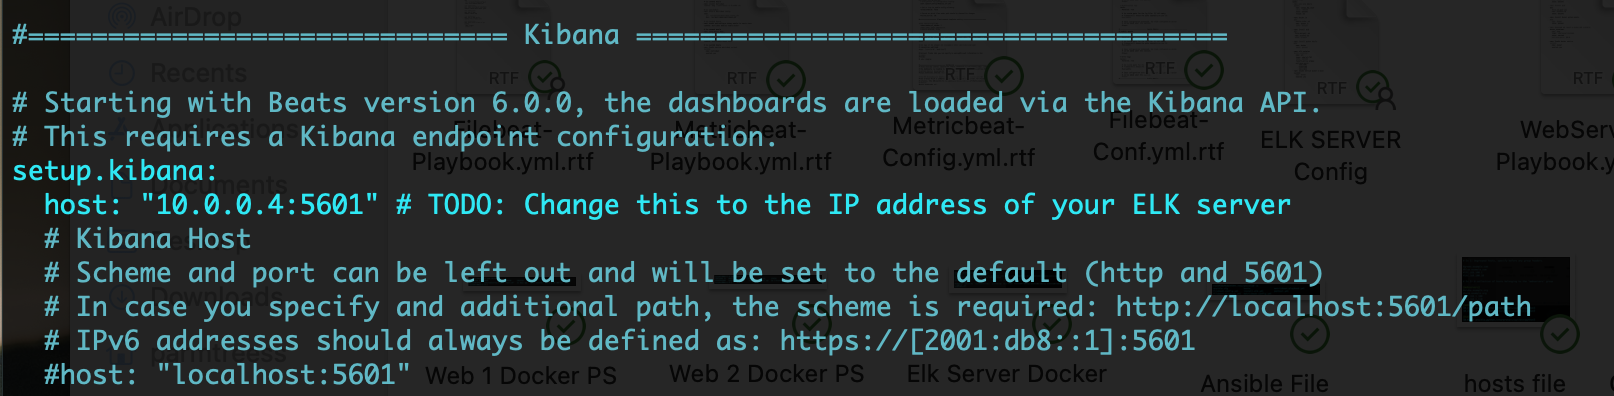 AirDrop
#============================== Kibana =====================================
Recents
RTF RTF RTF RTF RTF RTF
# Starting with Beats version 6.0.0, the dashboards are loaded via the Kibana API.
Applications
# This requires a Kibana endpoint configuration.
Filebeat-
Playbook.yml.rtf
Metricbeat-
Playbook.yml.rtf
Metricbeat-
Config.yml.rtf
Filebeat-
Conf.yml.rtf
ELK SERVER
Config
WebServ
Playbook.y
setup.kibana:
Documents
host: "10.0.0.4:5601" # TODO: Change this to the IP address of your ELK server
# Kibana Host
# Scheme and port can be left out and will be set to the default (http and 5601)
Downloads
# In case you specify and additional path, the scheme is required: http://localhost:5601/path
# IPv6 addresses should always be defined as: https://[2001:db8::1]:5601
#host: "localhost:5601"
Web 1 Docker PS
Web 2 Docker PS
Elk Server Docker
Ansible File
hosts file